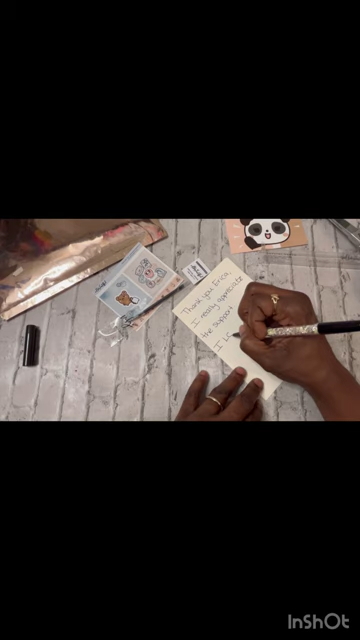 Thank you Erica,
I really appreciate
the support
I
InShOt